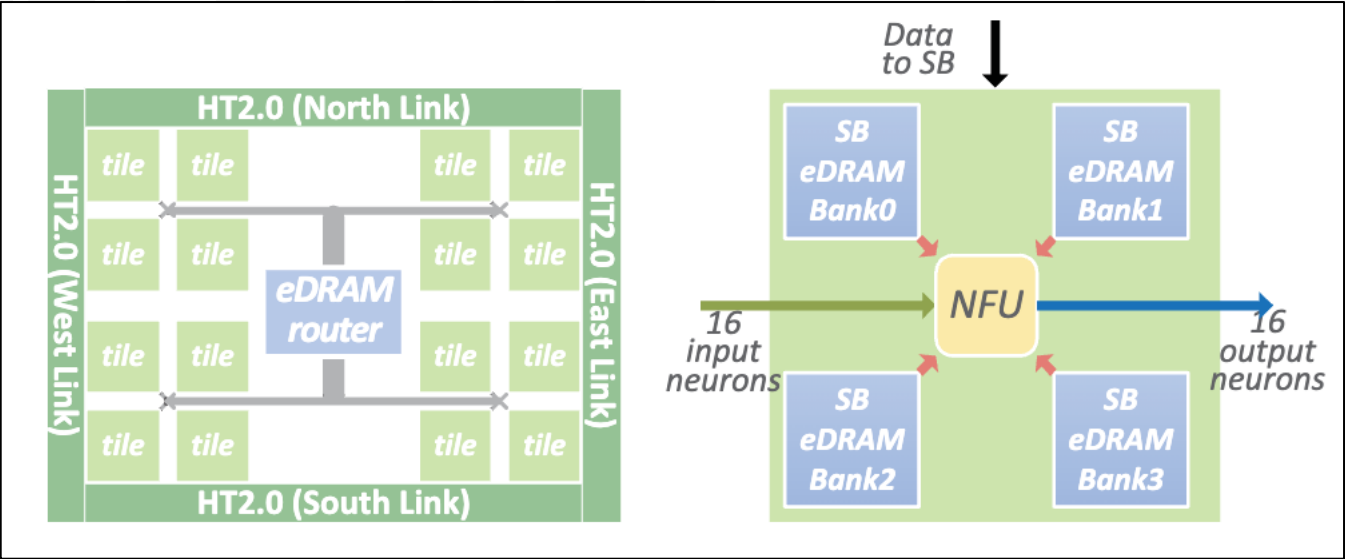 HT2.0 (North Link)
HT2.0 (West Link)
tile tile tile tile
tile tile tile tile
eDRAM
router
tile tile tile tile
tile tile tile tile
HT2.0 (East Link)
HT2.0 (South Link)
Data
to SB
SB
eDRAM
Bank0
SB
eDRAM
Bank1
NFU
16
input
neurons
16
output
neurons
SB
eDRAM
Bank2
SB
eDRAM
Bank3